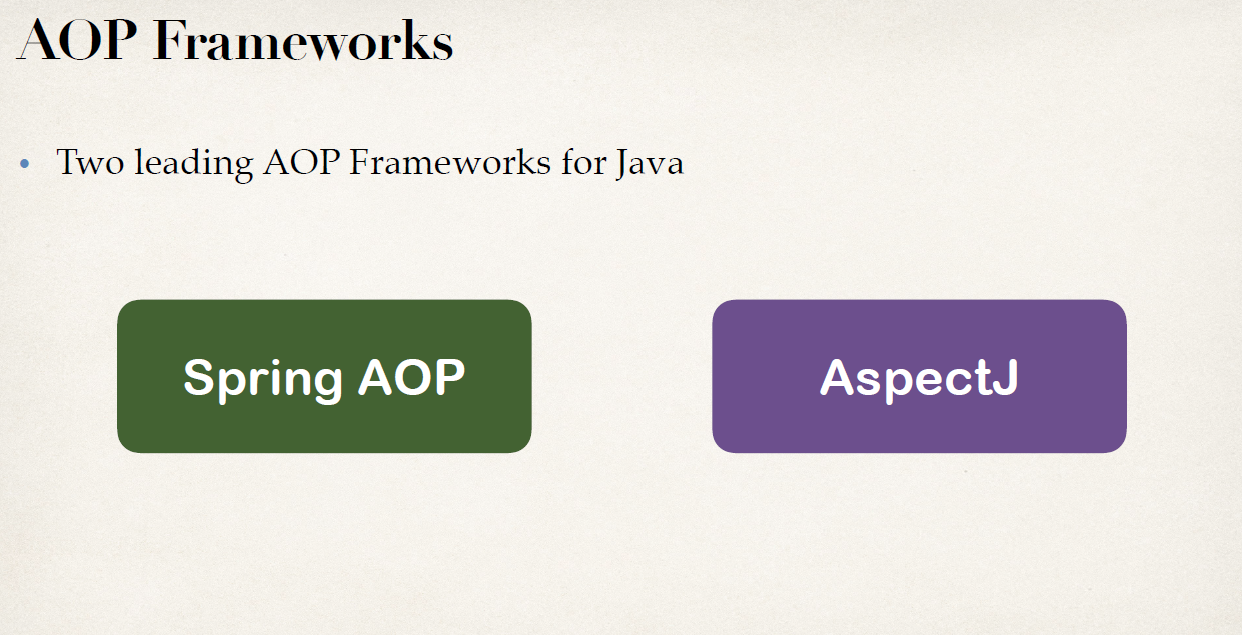 AOP Frameworks
Two leading AOP Frameworks for Java
Spring AOP
AspectJ